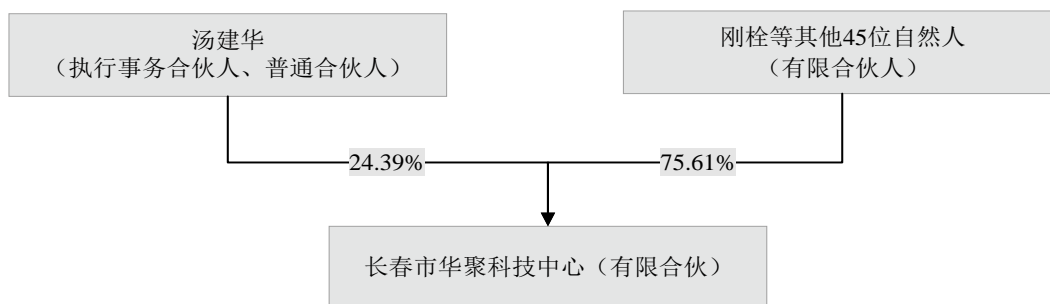 汤建华
（执行事务合伙人、普通合伙人）
刚栓等其他45位自然人
（有限合伙人）
24.39%
75.61%
长春市华聚科技中心（有限合伙）